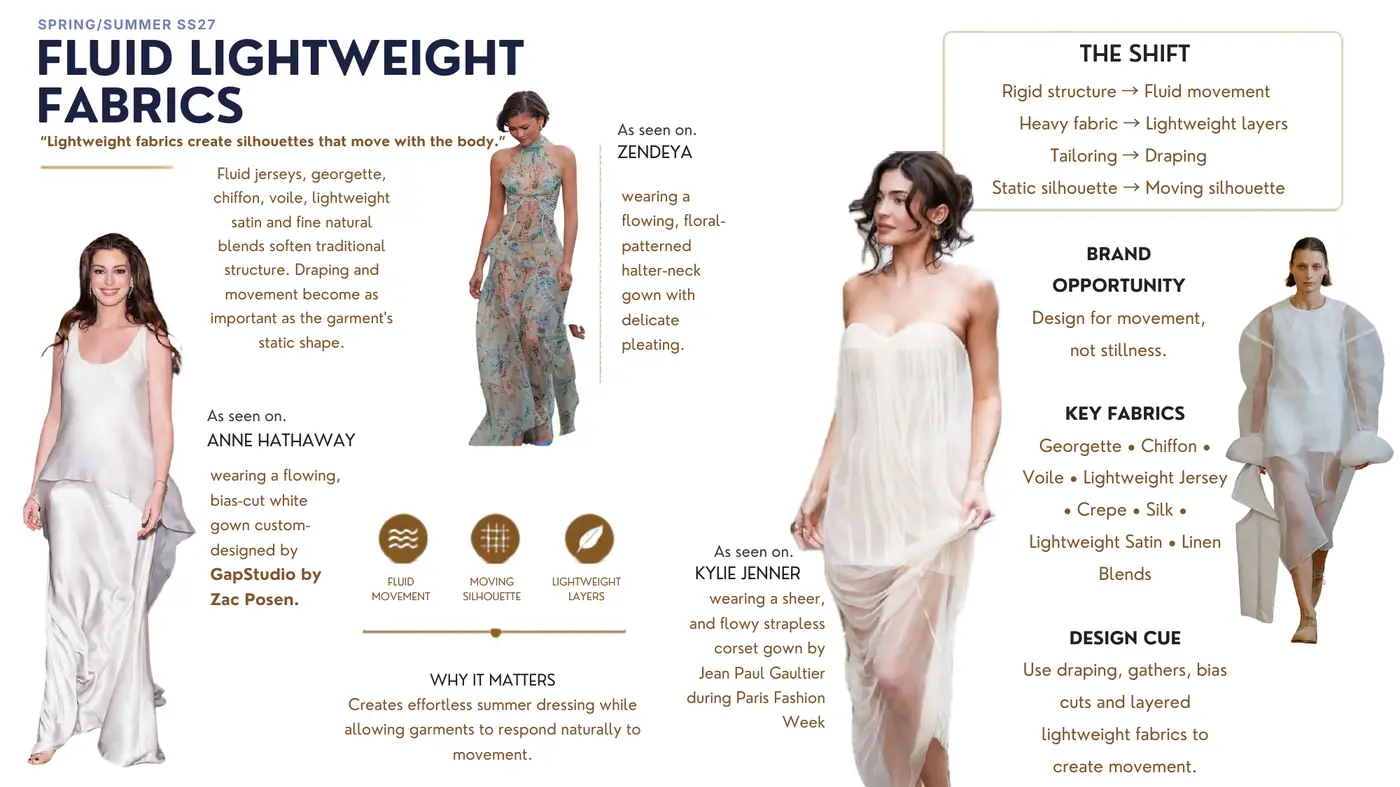 SPRING/SUMMER SS27
FLUID LIGHTWEIGHT
FABRICS
“Lightweight fabrics create silhouettes that move with the body.“
Fluid jerseys, georgette,
chiffon, voile, lightweight
satin and fine natural
blends soften traditional
structure. Draping and
movement become as
important as the garment's
static shape.
As seen on.
ZENDEYA
wearing a
flowing, floral-
patterned
halter-neck
gown with
delicate
pleating.
As seen on.
ANNE HATHAWAY
wearing a flowing,
bias-cut white
gown custom-
designed by
GapStudio by
Zac Posen.
FLUID
MOVEMENT
MOVING
SILHOUETTE
LIGHTWEIGHT
LAYERS
WHY IT MATTERS
Creates effortless summer dressing while
allowing garments to respond naturally to
movement.
As seen on.
KYLIE JENNER
wearing a sheer,
and flowy strapless
corset gown by
Jean Paul Gaultier
during Paris Fashion
Week
THE SHIFT
Rigid structure → Fluid movement
Heavy fabric → Lightweight layers
Tailoring → Draping
Static silhouette → Moving silhouette
BRAND
OPPORTUNITY
Design for movement,
not stillness.
KEY FABRICS
Georgette • Chiffon •
Voile • Lightweight Jersey
• Crepe • Silk •
Lightweight Satin • Linen
Blends
DESIGN CUE
Use draping, gathers, bias
cuts and layered
lightweight fabrics to
create movement.